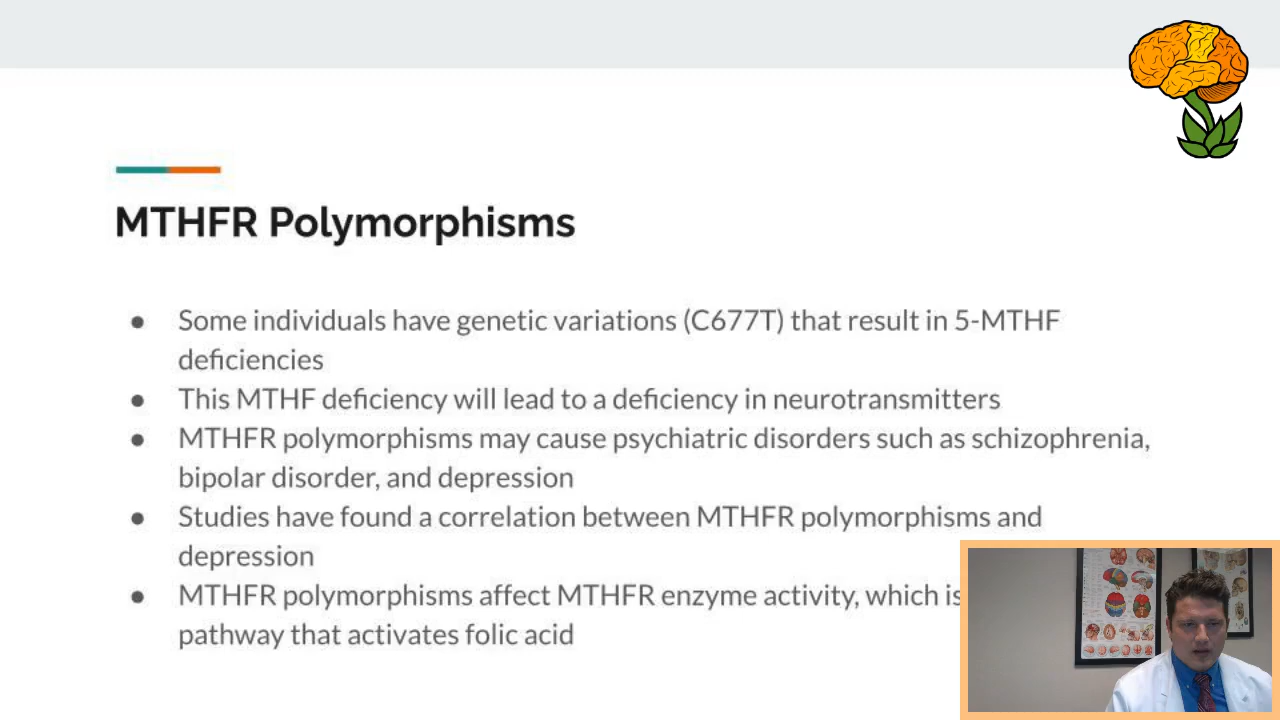 MTHFR Polymorphisms
● Some individuals have genetic variations (C677T) that result in 5-MTHF
deficiencies
● This MTHF deficiency will lead to a deficiency in neurotransmitters
● MTHFR polymorphisms may cause psychiatric disorders such as schizophrenia,
bipolar disorder, and depression
● Studies have found a correlation between MTHFR polymorphisms and
depression
● MTHFR polymorphisms affect MTHFR enzyme activity, which is
pathway that activates folic acid